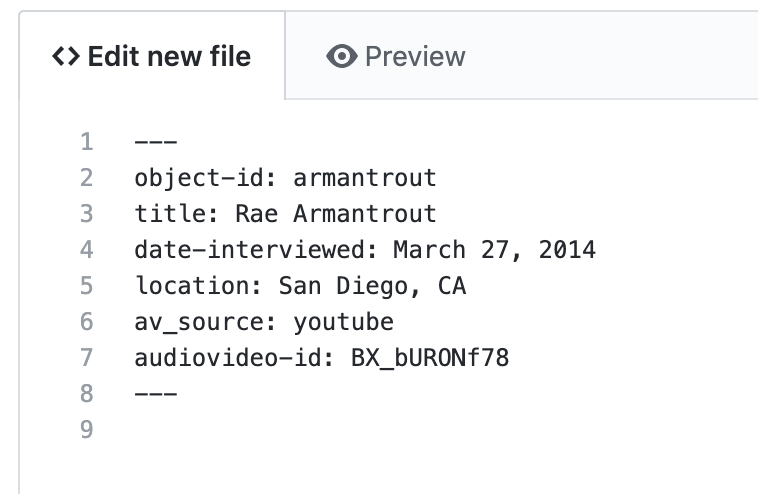 <> Edit new file
Preview
1 ---
2 object-id: armantrout
3 title: Rae Armantrout
4 date-interviewed: March 27, 2014
5 location: San Diego, CA
6 av_source: youtube
7 audiovideo-id: BX_bURONf78
8 ---
9